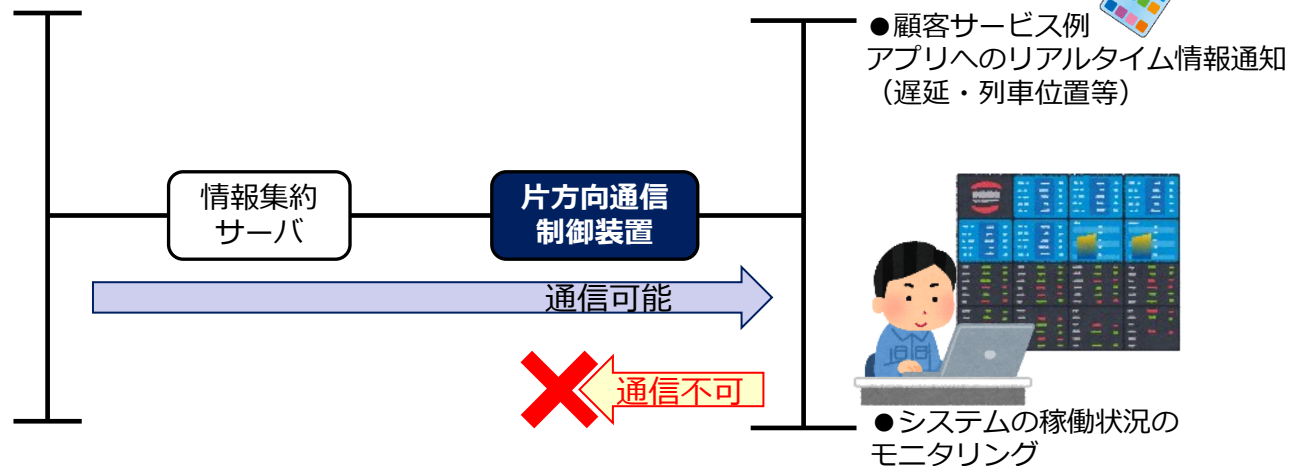 ●顧客サービス例
アプリへのリアルタイム情報通知
（遅延・列車位置等）
情報集約
サーバ
片方向通信
制御装置
通信可能
通信不可
●システムの稼働状況の
モニタリング